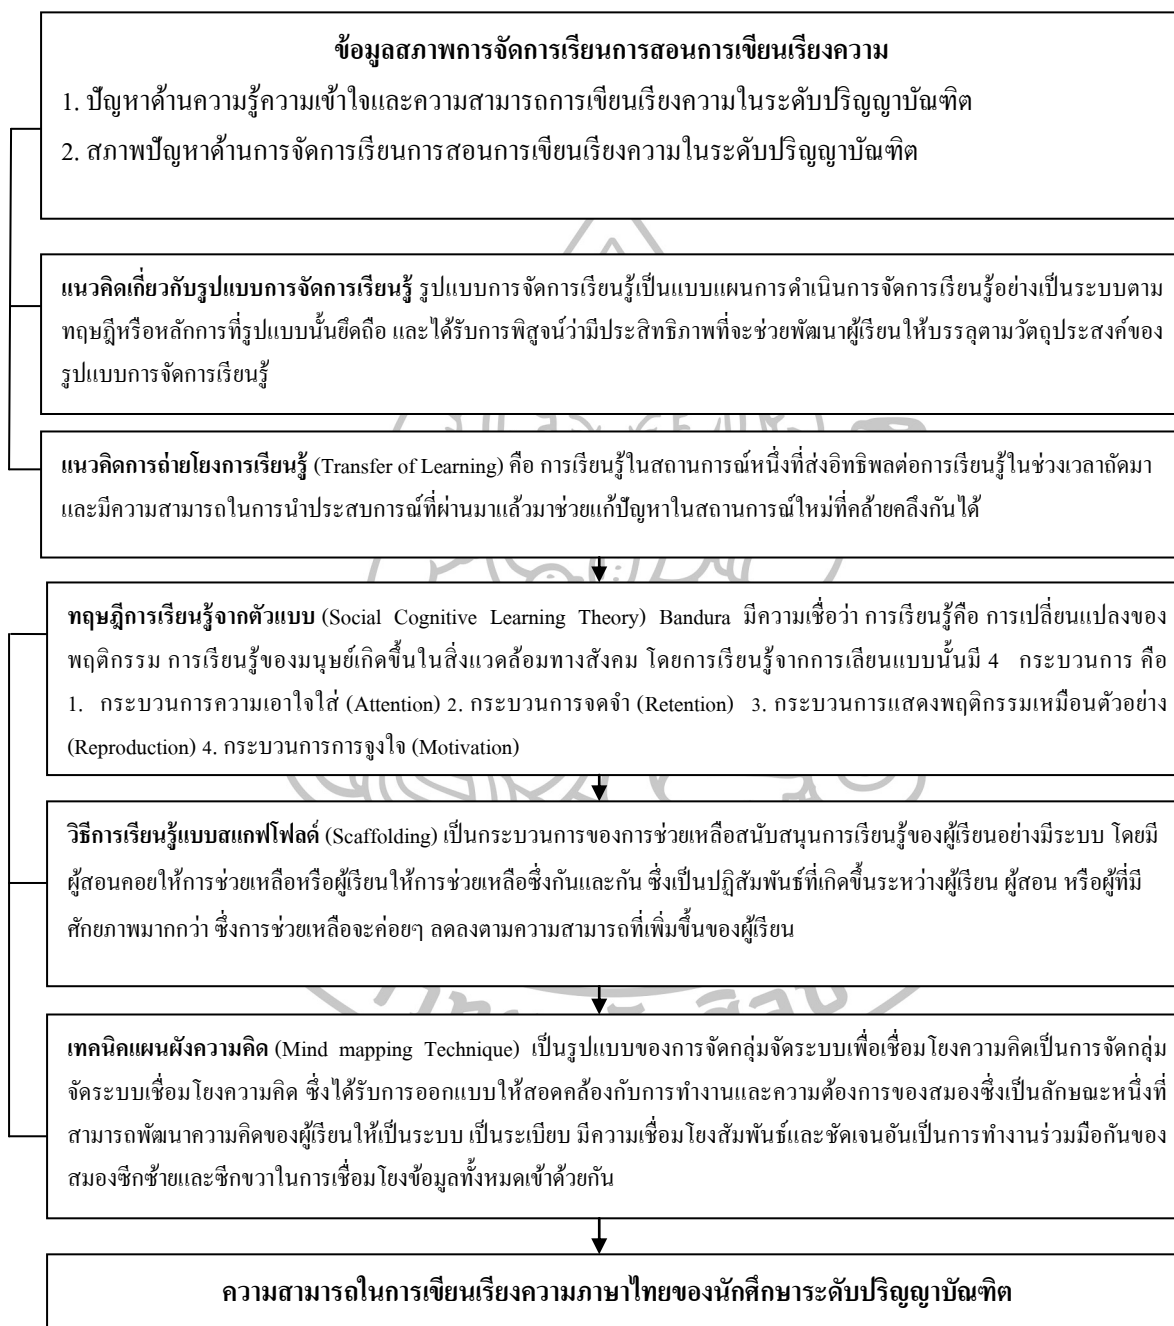 ข้อมูลสภาพการจัดการเรียนการสอนการเขียนเรียงความ
1. ปัญหาด้านความรู้ความเข้าใจและความสามารถการเขียนเรียงความในระดับปริญญาบัณฑิต
2. สภาพปัญหาด้านการจัดการเรียนการสอนการเขียนเรียงความในระดับปริญญาบัณฑิต
แนวคิดเกี่ยวกับรูปแบบการจัดการเรียนรู้ รูปแบบการจัดการเรียนรู้เป็นแบบแผนการดำเนินการจัดการเรียนรู้อย่างเป็นระบบตาม
ทฤษฎีหรือหลักการที่รูปแบบนั้นยึดถือ และได้รับการพิสูจน์ว่ามีประสิทธิภาพที่จะช่วยพัฒนาผู้เรียนให้บรรลุตามวัตถุประสงค์ของ
รูปแบบการจัดการเรียนรู้
แนวคิดการถ่ายโยงการเรียนรู้ (Transfer of Learning) คือ การเรียนรู้ในสถานการณ์หนึ่งที่ส่งอิทธิพลต่อการเรียนรู้ในช่วงเวลาถัดมา
และมีความสามารถในการนำประสบการณ์ที่ผ่านมาแล้วมาช่วยแก้ปัญหาในสถานการณ์ใหม่ที่คล้ายคลึงกันได้
ทฤษฎีการเรียนรู้จากตัวแบบ (Social Cognitive Learning Theory) Bandura มีความเชื่อว่า การเรียนรู้คือ การเปลี่ยนแปลงของ
พฤติกรรม การเรียนรู้ของมนุษย์เกิดขึ้นในสิ่งแวดล้อมทางสังคม โดยการเรียนรู้จากการเลียนแบบนั้นมี 4 กระบวนการ คือ
1. กระบวนการความเอาใจใส่ (Attention) 2. กระบวนการจดจำ (Retention) 3. กระบวนการแสดงพฤติกรรมเหมือนตัวอย่าง
(Reproduction) 4. กระบวนการการจูงใจ (Motivation)
วิธีการเรียนรู้แบบสแกฟโฟลด์ (Scaffolding) เป็นกระบวนการของการช่วยเหลือสนับสนุนการเรียนรู้ของผู้เรียนอย่างมีระบบ โดยมี
ผู้สอนคอยให้การช่วยเหลือหรือผู้เรียนให้การช่วยเหลือซึ่งกันและกัน ซึ่งเป็นปฏิสัมพันธ์ที่เกิดขึ้นระหว่างผู้เรียน ผู้สอน หรือผู้ที่มี
ศักยภาพมากกว่า ซึ่งการช่วยเหลือจะค่อยๆ ลดลงตามความสามารถที่เพิ่มขึ้นของผู้เรียน
เทคนิคแผนผังความคิด (Mind mapping Technique) เป็นรูปแบบของการจัดกลุ่มจัดระบบเพื่อเชื่อมโยงความคิดเป็นการจัดกลุ่ม
จัดระบบเชื่อมโยงความคิด ซึ่งได้รับการออกแบบให้สอดคล้องกับการทำงานและความต้องการของสมองซึ่งเป็นลักษณะหนึ่งที่
สามารถพัฒนาความคิดของผู้เรียนให้เป็นระบบ เป็นระเบียบ มีความเชื่อมโยงสัมพันธ์และชัดเจนอันเป็นการทำงานร่วมมือกันของ
สมองซีกซ้ายและซีกขวาในการเชื่อมโยงข้อมูลทั้งหมดเข้าด้วยกัน
ความสามารถในการเขียนเรียงความภาษาไทยของนักศึกษาระดับปริญญาบัณฑิต